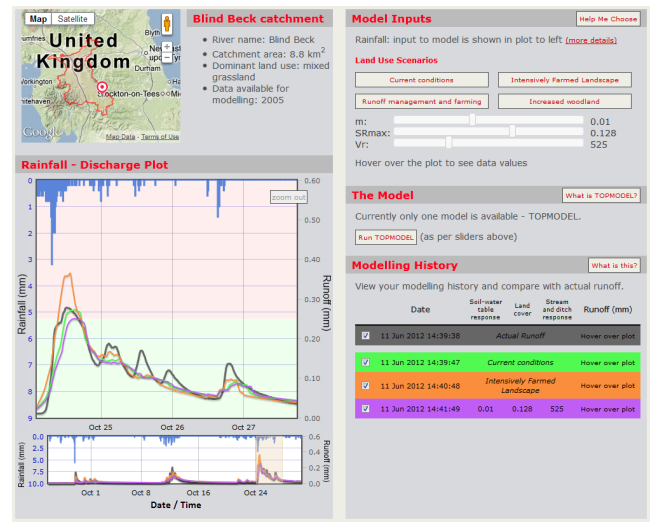 Map Satellite
United
Kingdom
Durham
Stockton-on-Tees
Google
Map Data - Terms of Use
Blind Beck catchment
• River name: Blind Beck
• Catchment area: 8.8 km²
• Dominant land use: mixed
grassland
• Data available for
modelling: 2005
Rainfall - Discharge Plot
zoom out
Rainfall (mm)
0
1
2
3
4
5
6
7
8
9
0.60
0.50
0.40
0.30
0.20
0.10
0.00
Runoff (mm)
Oct 25 Oct 26 Oct 27
Rainfall (mm)
0.0
2.5
5.0
7.5
10.0
0.6
0.4
0.2
0.0
Runoff (mm)
Oct 1 Oct 8 Oct 16 Oct 24
Date / Time
Model Inputs Help Me Choose
Rainfall: input to model is shown in plot to left (more details)
Land Use Scenarios
Current conditions Intensively Farmed Landscape
Runoff management and farming Increased woodland
m: 0.01
SRmax: 0.128
Vr: 525
Hover over the plot to see data values
The Model What is TOPMODEL?
Currently only one model is available - TOPMODEL.
Run TOPMODEL (as per sliders above)
Modelling History What is this?
View your modelling history and compare with actual runoff.
Date Soil-water table response Land cover Stream and ditch response Runoff (mm)
11 Jun 2012 14:39:38 Actual Runoff Hover over plot
11 Jun 2012 14:39:47 Current conditions Hover over plot
11 Jun 2012 14:40:48 Intensively Farmed Landscape Hover over plot
11 Jun 2012 14:41:49 0.01 0.128 525 Hover over plot